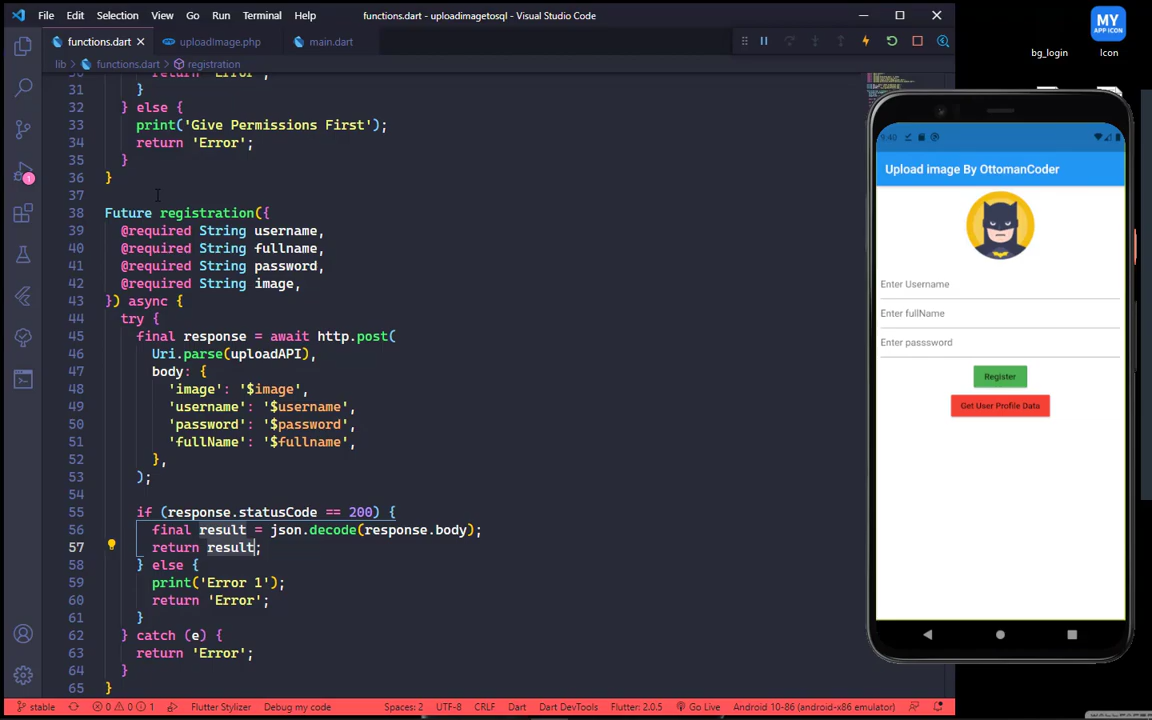 File Edit Selection View Go Run Terminal Help functions.dart - uploadimagetosql - Visual Studio Code
MY
APP ICON
bg_login Icon
functions.dart uploadImage.php main.dart
lib > functions.dart > registration
31 }
32 } else {
33 print('Give Permissions First');
34 return 'Error';
35 }
36 }
37
38 Future registration({
39 @required String username,
40 @required String fullname,
41 @required String password,
42 @required String image,
43 }) async {
44 try {
45 final response = await http.post(
46 Uri.parse(uploadAPI),
47 body: {
48 'image': '$image',
49 'username': '$username',
50 'password': '$password',
51 'fullName': '$fullname',
52 },
53 );
54
55 if (response.statusCode == 200) {
56 final result = json.decode(response.body);
57 return result;
58 } else {
59 print('Error 1');
60 return 'Error';
61 }
62 } catch (e) {
63 return 'Error';
64 }
65 }
1
stable 0 0 1 Flutter Stylizer Debug my code Spaces: 2 UTF-8 CRLF Dart Dart DevTools Flutter: 2.0.5 Go Live Android 10-86 (android-x86 emulator)
Upload image By OttomanCoder
Enter Username
Enter fullName
Enter passsword
Register
Get User Profile Data